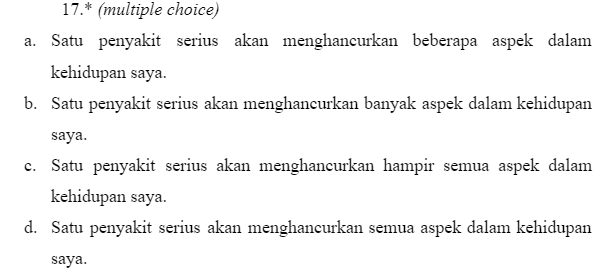 17.* (multiple choice)
a. Satu penyakit serius akan menghancurkan beberapa aspek dalam
kehidupan saya.
b. Satu penyakit serius akan menghancurkan banyak aspek dalam kehidupan
saya.
c. Satu penyakit serius akan menghancurkan hampir semua aspek dalam
kehidupan saya.
d. Satu penyakit serius akan menghancurkan semua aspek dalam kehidupan
saya.